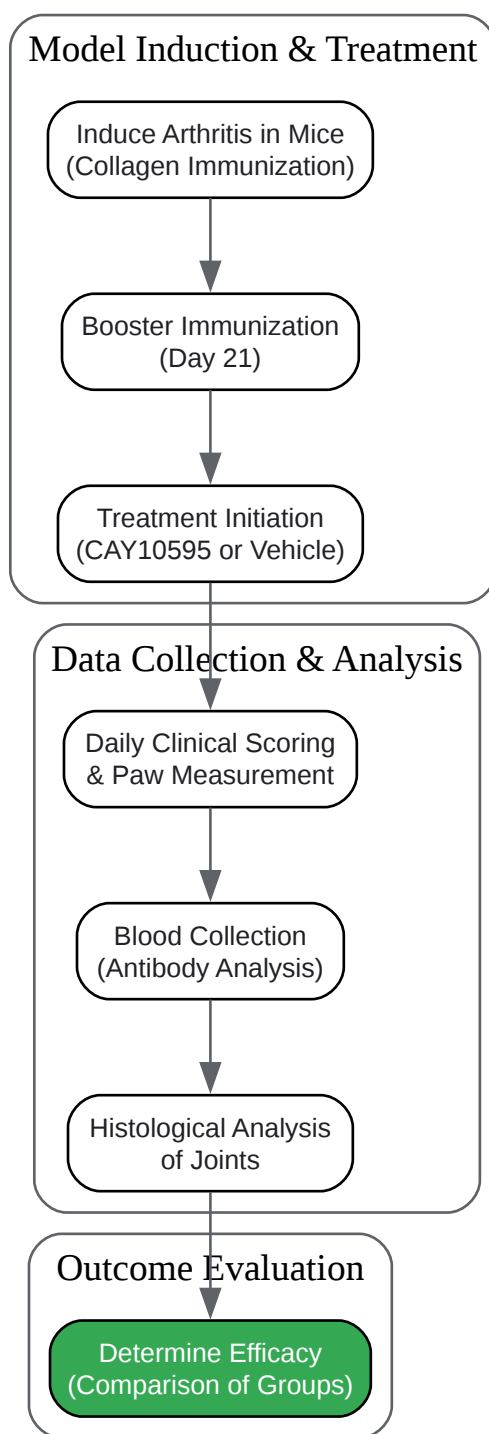 Model Induction & Treatment
Induce Arthritis in Mice
(Collagen Immunization)
Booster Immunization
(Day 21)
Treatment Initiation
(CAY10595 or Vehicle)
Data Collection & Analysis
Daily Clinical Scoring
& Paw Measurement
Blood Collection
(Antibody Analysis)
Histological Analysis
of Joints
Outcome Evaluation
Determine Efficacy
(Comparison of Groups)